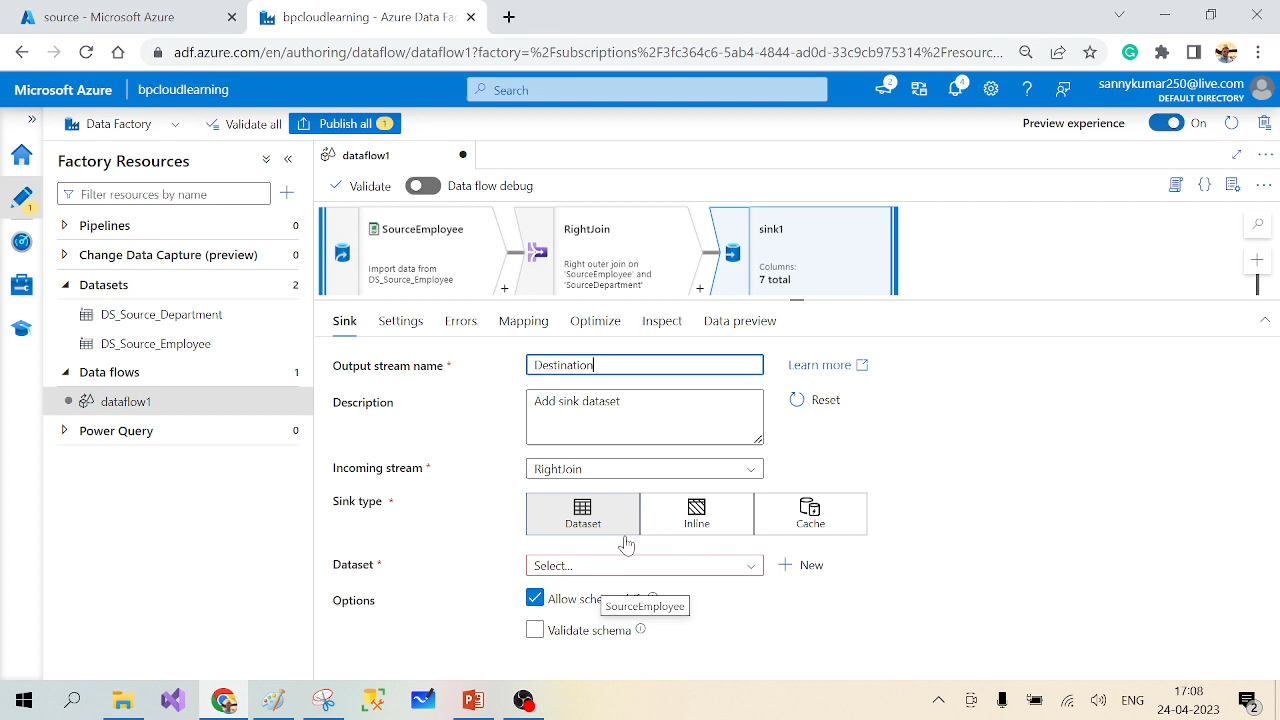 source - Microsoft Azure
bpcloudlearning - Azure Data Fac
adf.azure.com/en/authoring/dataflow/dataflow1?factory=%2Fsubscriptions%2F3fc364c6-5ab4-4844-ad0d-33c9cb975314%2Fresourc...
Microsoft Azure
bpcloudlearning
Search
2
4
sannykumar250@live.com
DEFAULT DIRECTORY
Data Factory
Validate all
Publish all 1
Preview experience
On
Factory Resources
dataflow1
Filter resources by name
1
Validate
Data flow debug
Pipelines 0
Change Data Capture (preview) 0
Datasets 2
DS_Source_Department
DS_Source_Employee
Data flows 1
dataflow1
Power Query 0
SourceEmployee
Import data from
DS_Source_Employee
RightJoin
Right outer join on
'SourceEmployee' and
'SourceDepartment'
sink1
Columns:
7 total
Sink Settings Errors Mapping Optimize Inspect Data preview
Output stream name *
Destination
Learn more
Description
Add sink dataset
Reset
Incoming stream *
RightJoin
Sink type *
Dataset
Inline
Cache
Dataset *
Select...
New
Options
Allow sche
SourceEmployee
Validate schema
ENG
17:08
24-04-2023
2